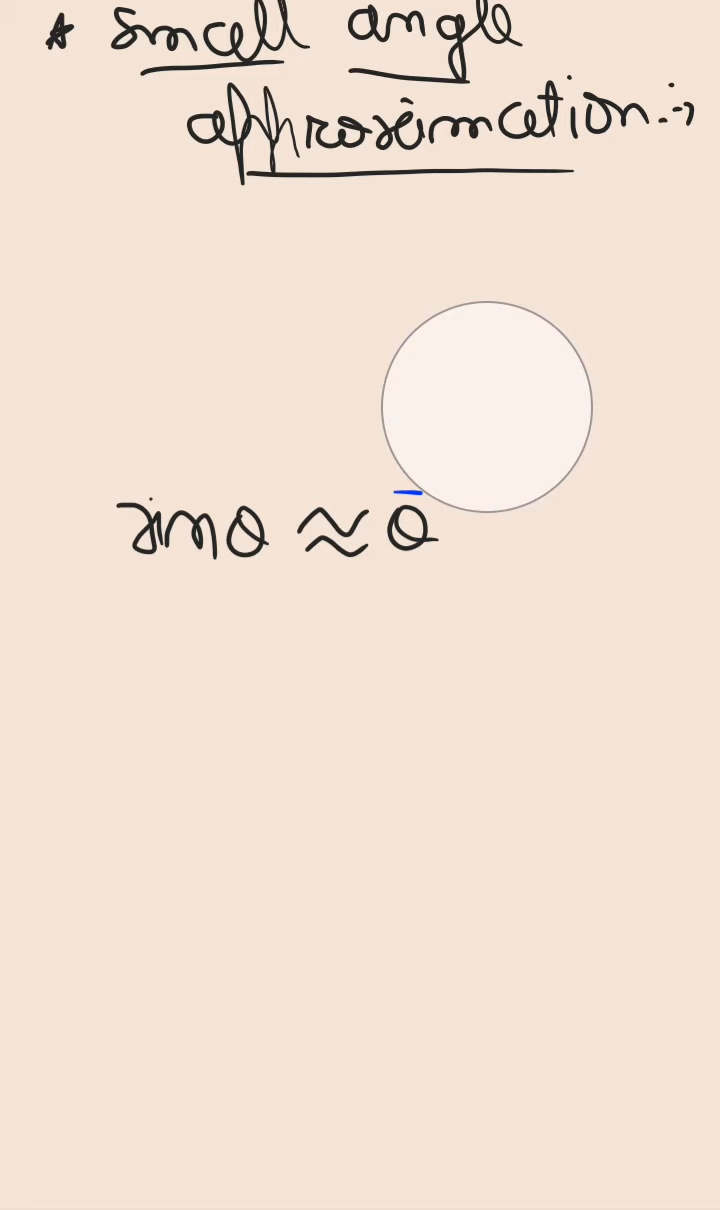 * small angle
approximation :→
sinθ ≈ θ